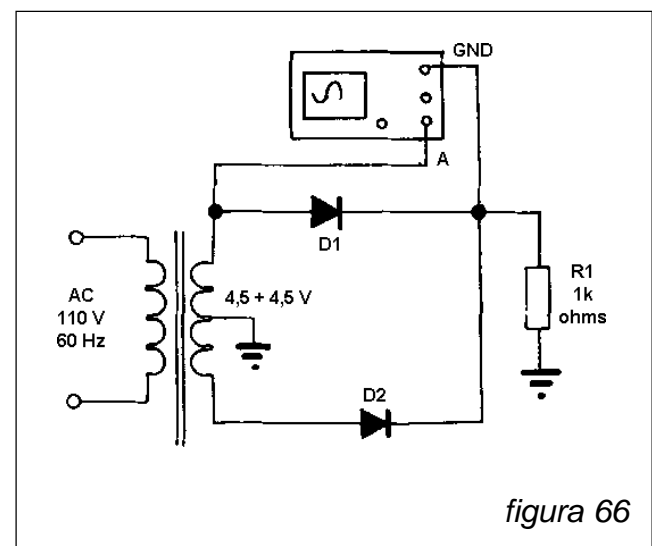 GND
A
D1
AC
110 V
60 Hz
4,5 + 4,5 V
R1
1k
ohms
D2
figura 66